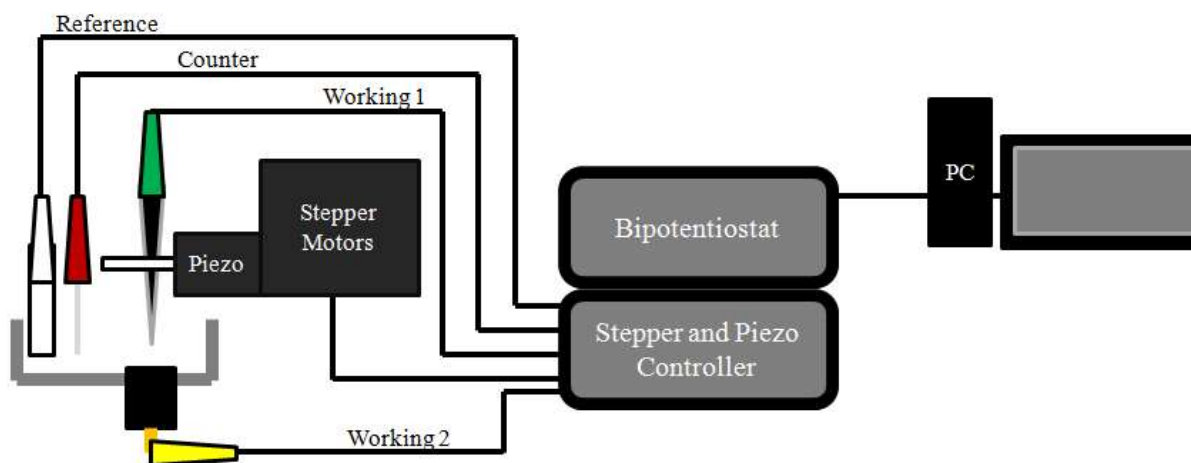 Reference
Counter
Working 1
Stepper
Motors
Piezo
Bipotentiostat
PC
Stepper and Piezo
Controller
Working 2